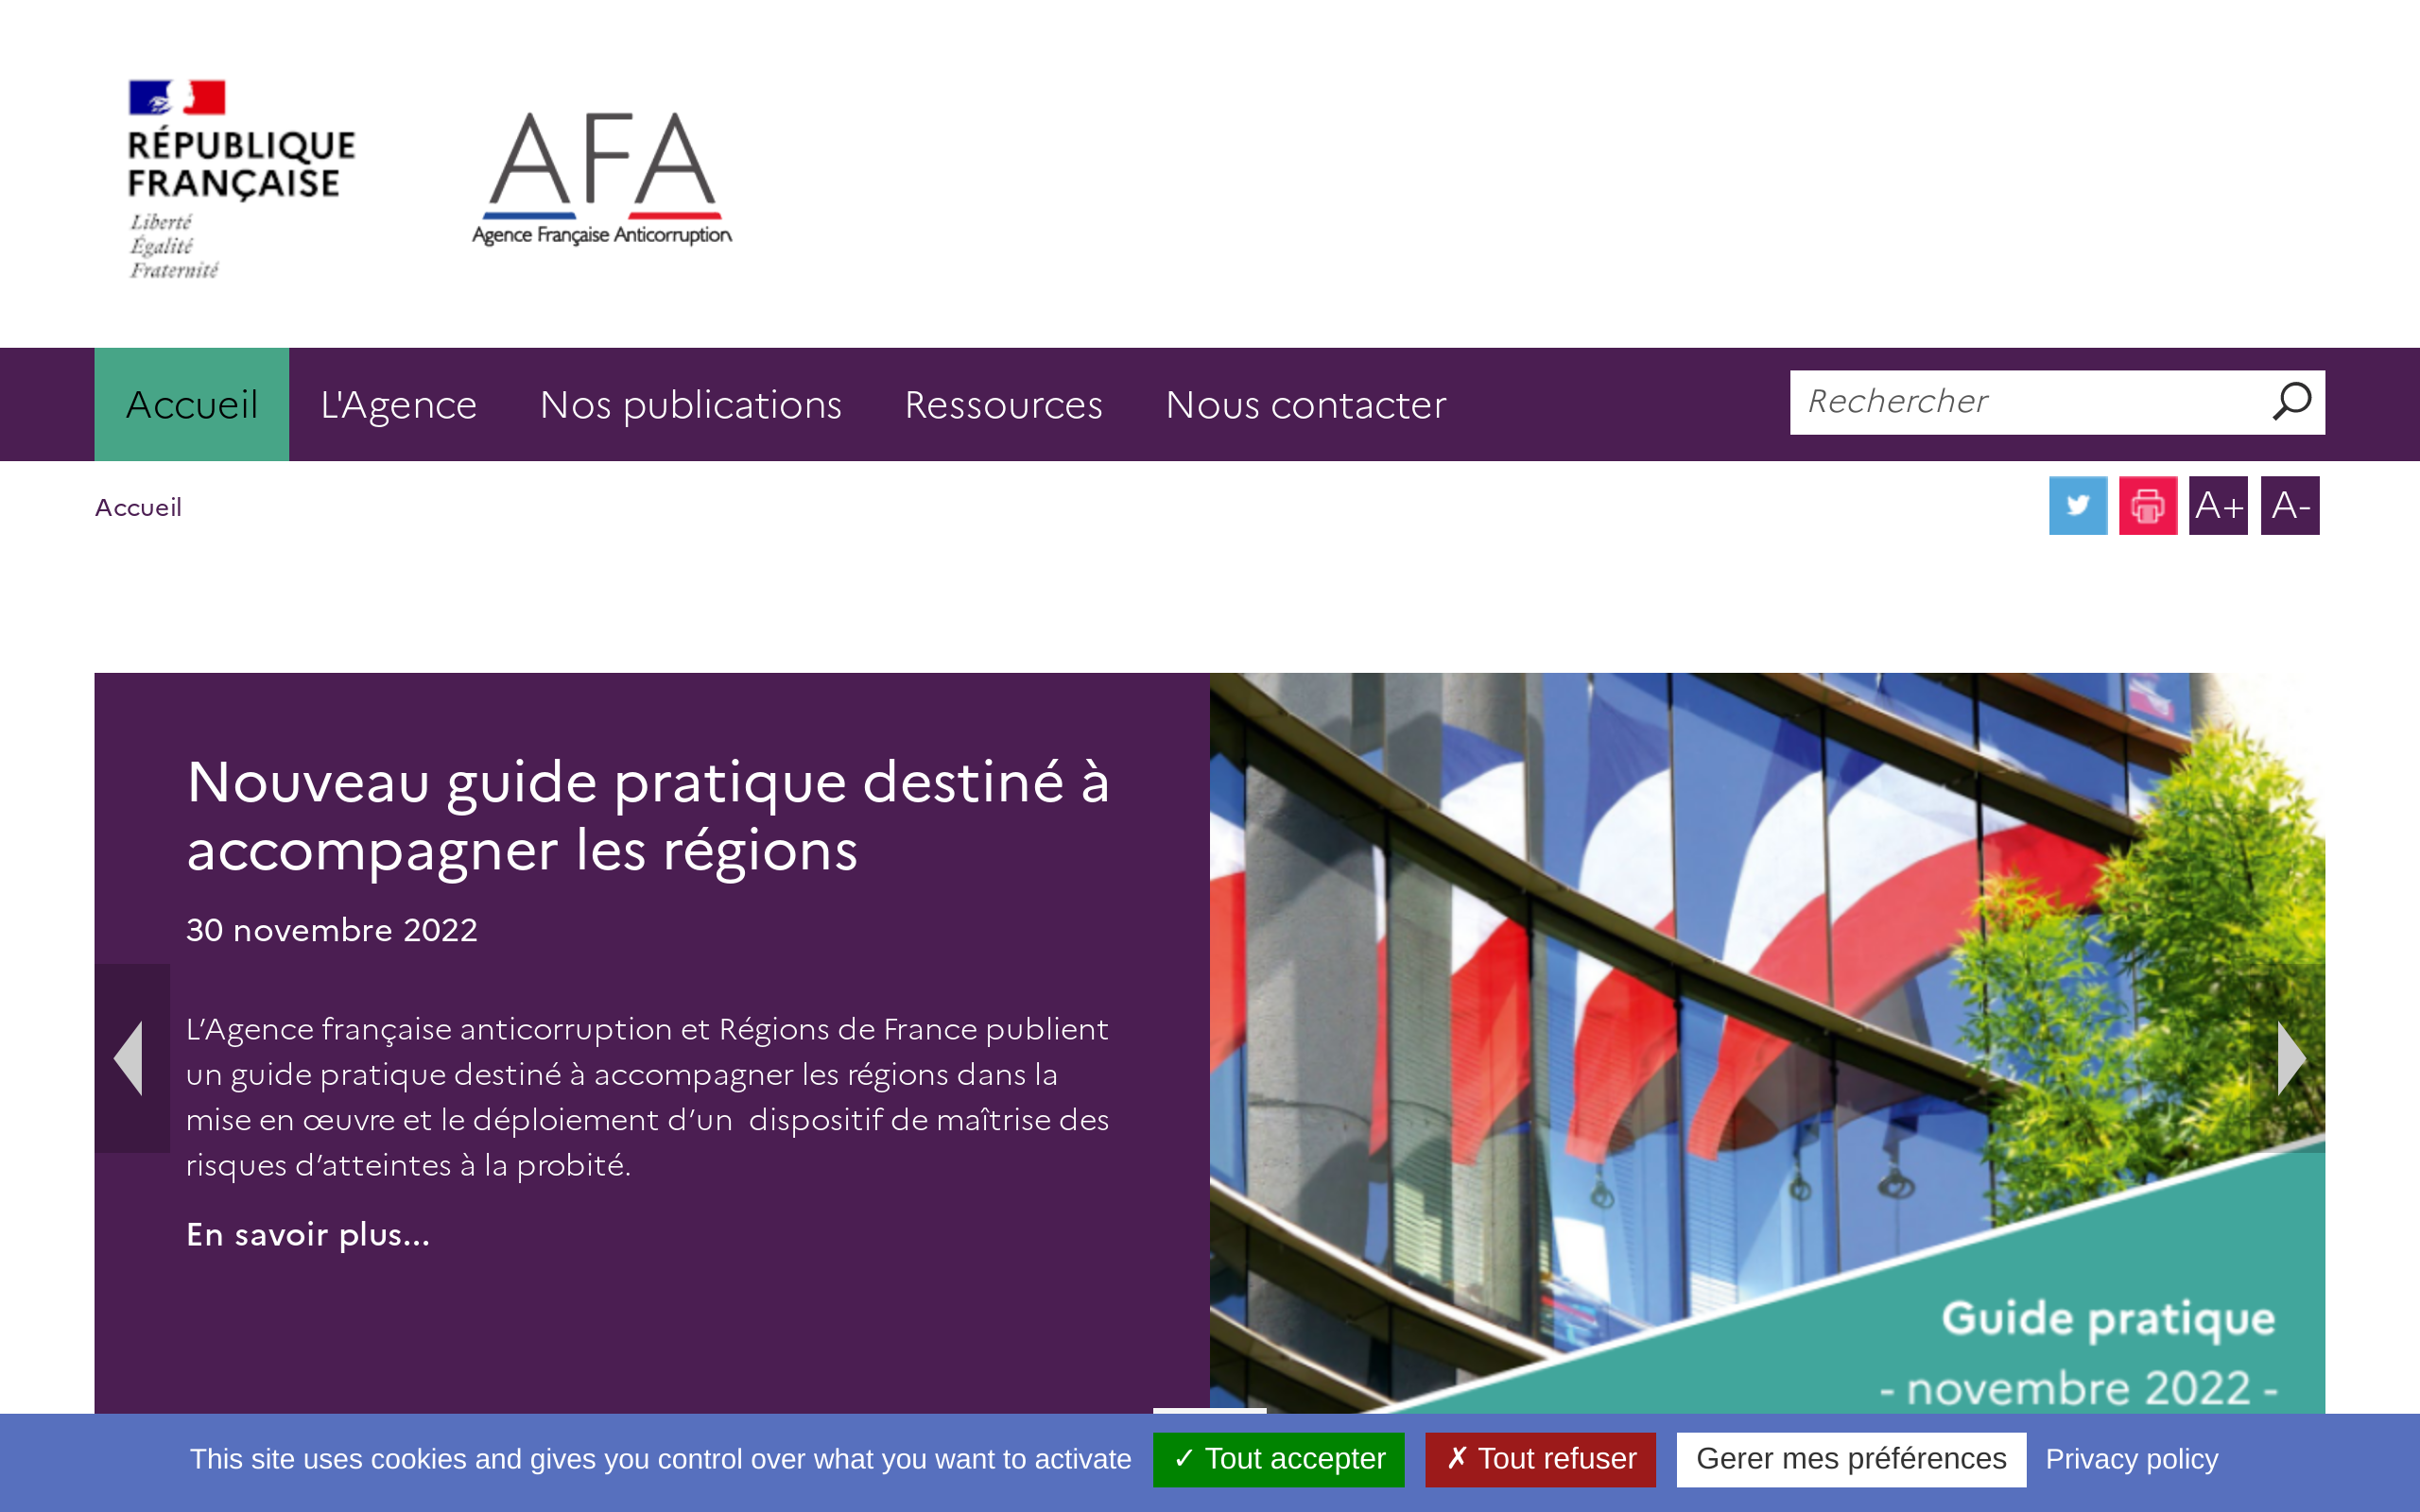 RÉPUBLIQUE
FRANÇAISE
Liberté
Égalité
Fraternité
AFA
Agence Française Anticorruption
Accueil L'Agence Nos publications Ressources Nous contacter Rechercher
Accueil A+ A-
Nouveau guide pratique destiné à
accompagner les régions
30 novembre 2022
L’Agence française anticorruption et Régions de France publient
un guide pratique destiné à accompagner les régions dans la
mise en œuvre et le déploiement d’un  dispositif de maîtrise des
risques d’atteintes à la probité.
En savoir plus...
Guide pratique
- novembre 2022 -
This site uses cookies and gives you control over what you want to activate ✓ Tout accepter ✗ Tout refuser Gerer mes préférences Privacy policy